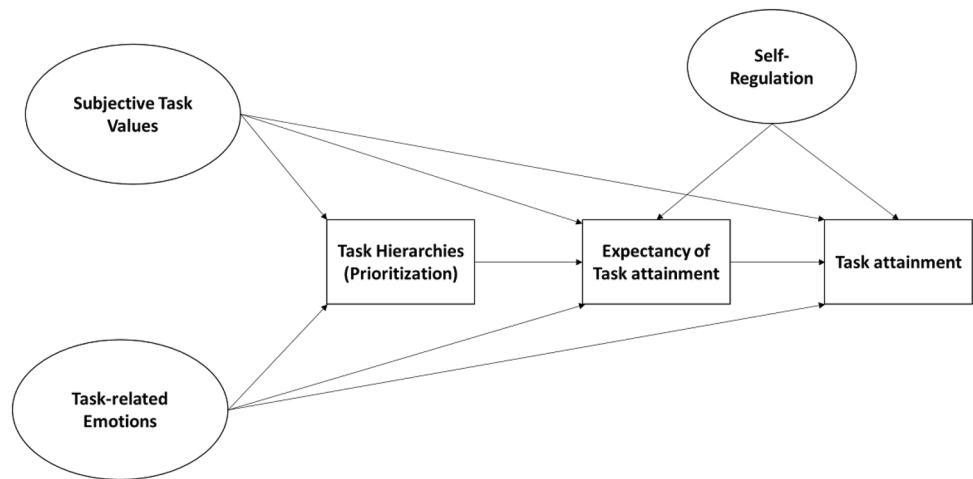 Subjective Task
Values
Self-
Regulation
Task Hierarchies
(Prioritization)
Expectancy of
Task attainment
Task attainment
Task-related
Emotions